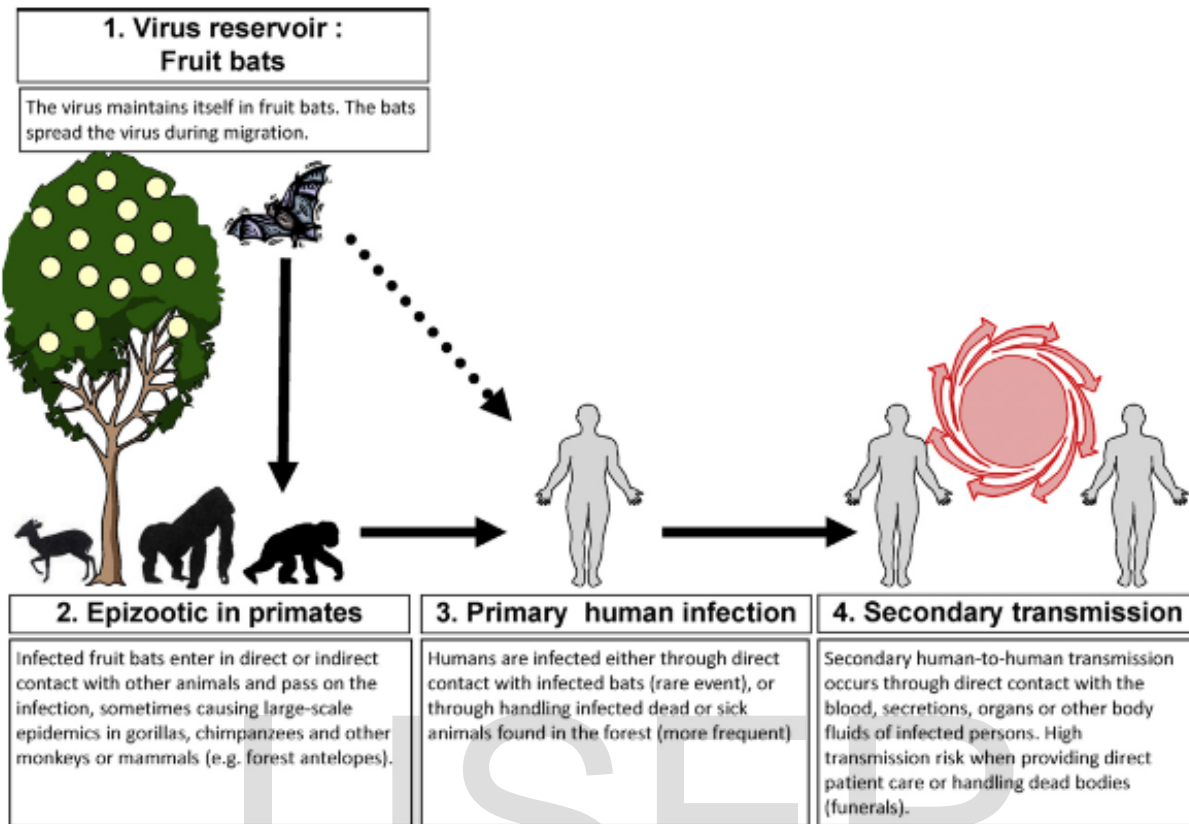 1. Virus reservoir :
Fruit bats
The virus maintains itself in fruit bats. The bats
spread the virus during migration.
2. Epizootic in primates
Infected fruit bats enter in direct or indirect
contact with other animals and pass on the
infection, sometimes causing large-scale
epidemics in gorillas, chimpanzees and other
monkeys or mammals (e.g. forest antelopes).
3. Primary human infection
Humans are infected either through direct
contact with infected bats (rare event), or
through handling infected dead or sick
animals found in the forest (more frequent)
4. Secondary transmission
Secondary human-to-human transmission
occurs through direct contact with the
blood, secretions, organs or other body
fluids of infected persons. High
transmission risk when providing direct
patient care or handling dead bodies
(funerals).